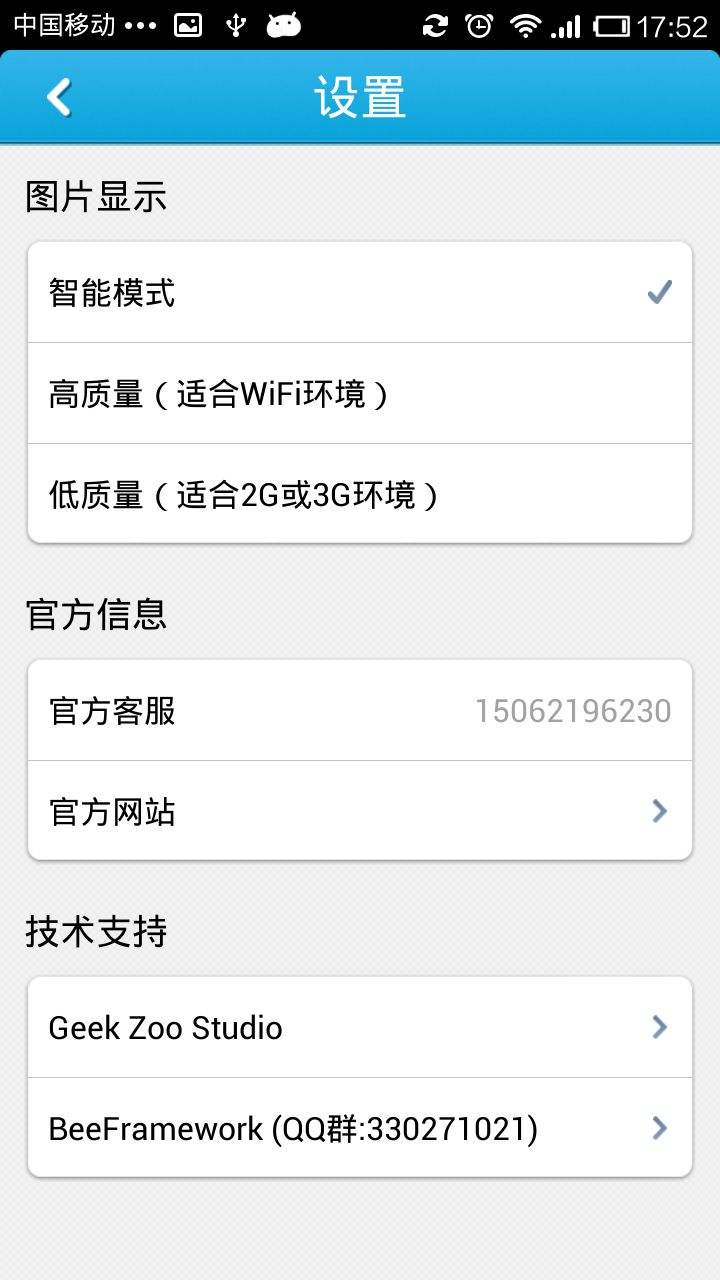 中国移动 ••• 17:52
设置
图片显示
智能模式
高质量（适合WiFi环境）
低质量（适合2G或3G环境）
官方信息
官方客服 15062196230
官方网站
技术支持
Geek Zoo Studio
BeeFramework (QQ群:330271021)